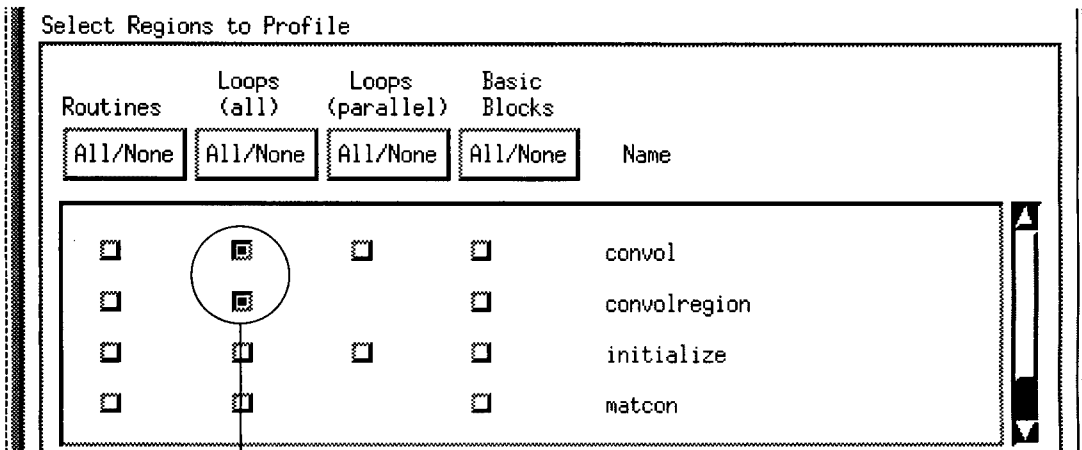 Select Regions to Profile
Routines
Loops
(all)
Loops
(parallel)
Basic
Blocks
All/None
All/None
All/None
All/None
Name
convol
convolregion
initialize
matcon